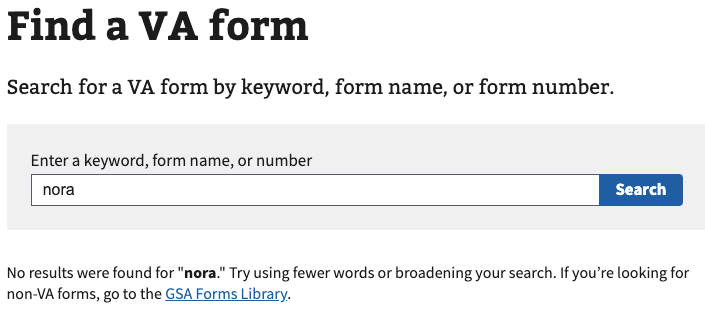 Find a VA form
Search for a VA form by keyword, form name, or form number.
Enter a keyword, form name, or number
nora
Search
No results were found for "nora." Try using fewer words or broadening your search. If you’re looking for
non-VA forms, go to the GSA Forms Library.